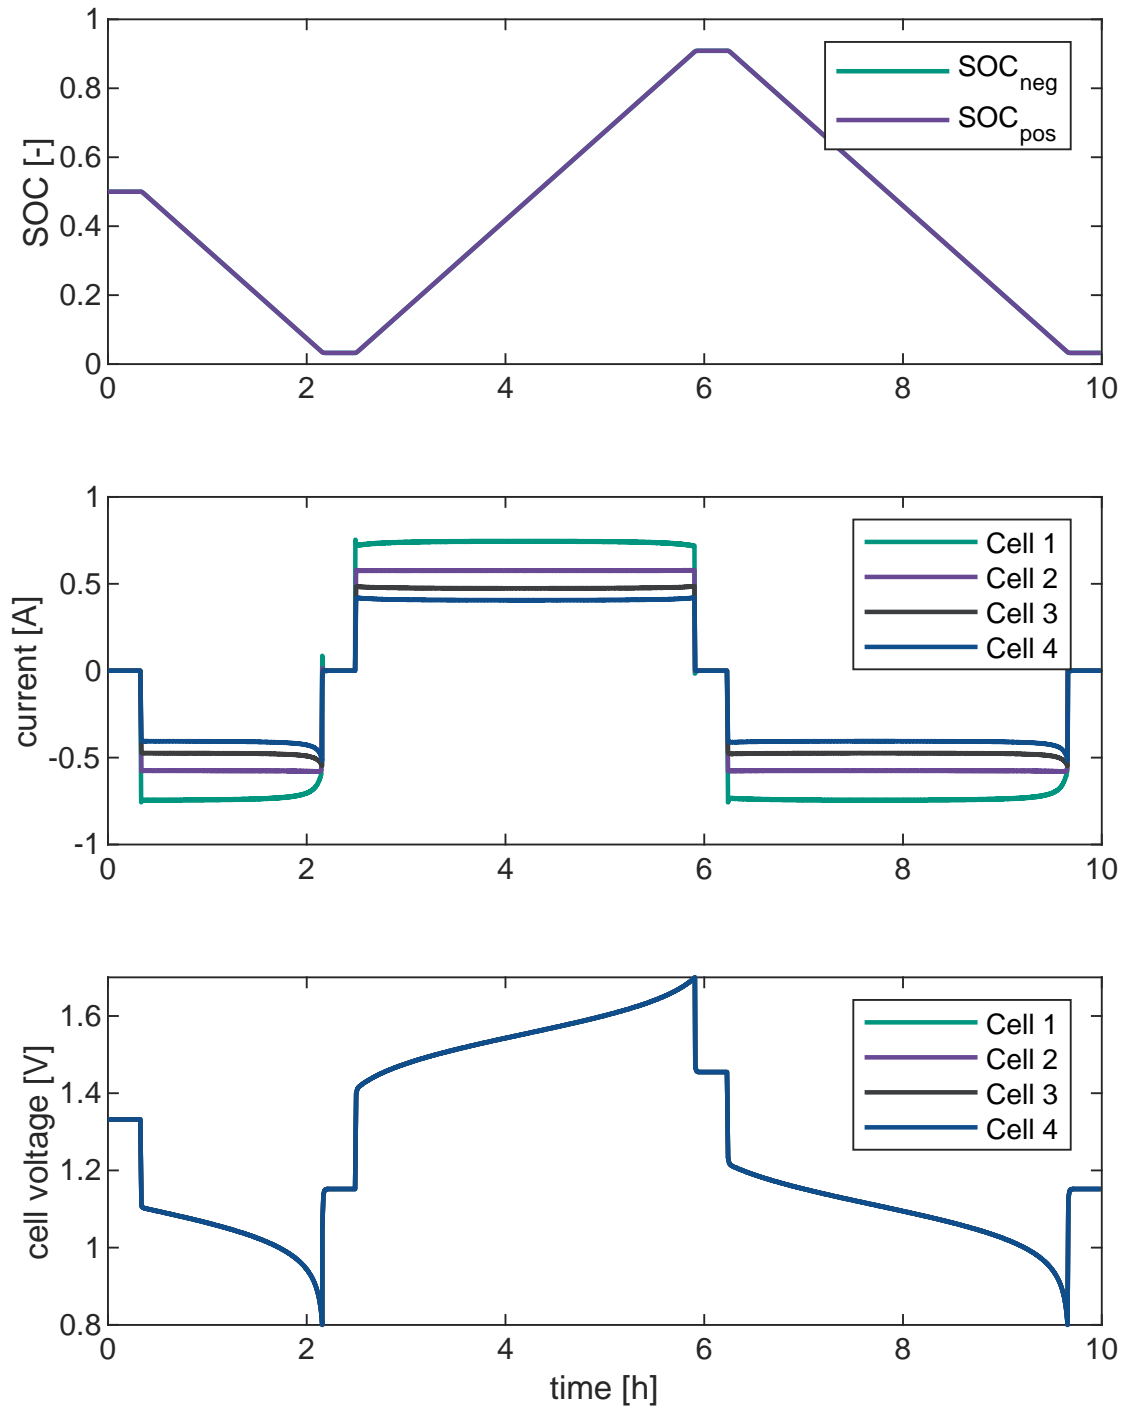 1
0.8
0.6
0.4
0.2
0
SOC [-]
0 2 4 6 8 10
SOC_neg
SOC_pos
1
0.5
0
-0.5
-1
current [A]
0 2 4 6 8 10
Cell 1
Cell 2
Cell 3
Cell 4
1.6
1.4
1.2
1
0.8
cell voltage [V]
0 2 4 6 8 10
Cell 1
Cell 2
Cell 3
Cell 4
time [h]